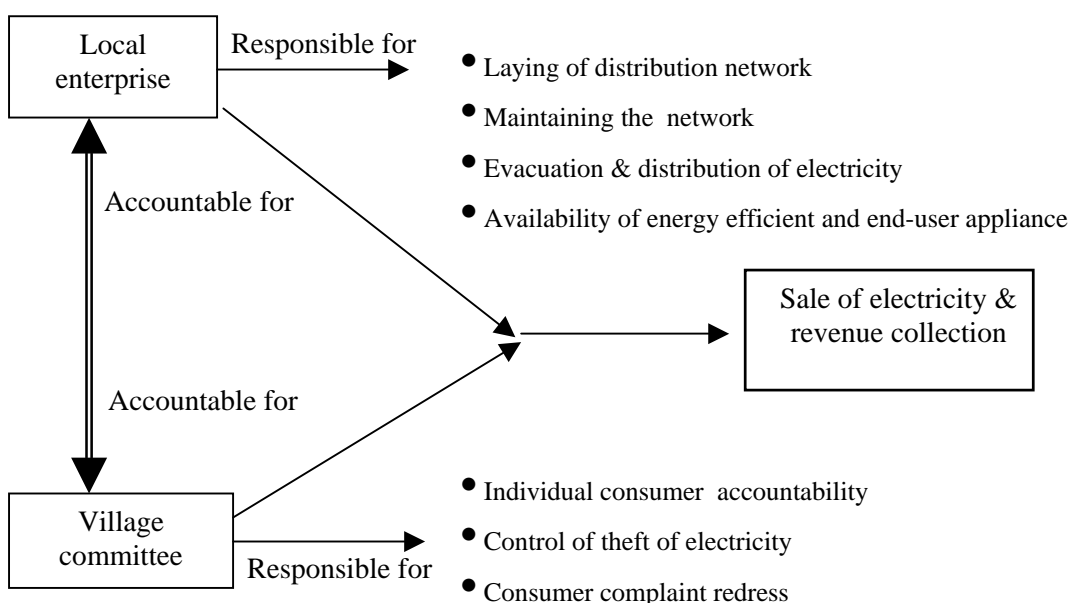 Local
enterprise
Responsible for
• Laying of distribution network
• Maintaining the network
• Evacuation & distribution of electricity
• Availability of energy efficient and end-user appliance
Accountable for
Sale of electricity &
revenue collection
Accountable for
Village
committee
Responsible for
• Individual consumer accountability
• Control of theft of electricity
• Consumer complaint redress